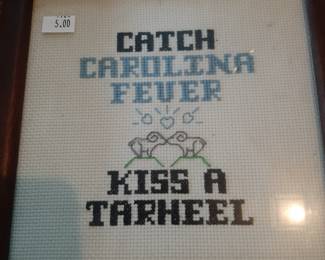 5.00
CATCH
CAROLINA
FEVER
KISS A
TARHEEL